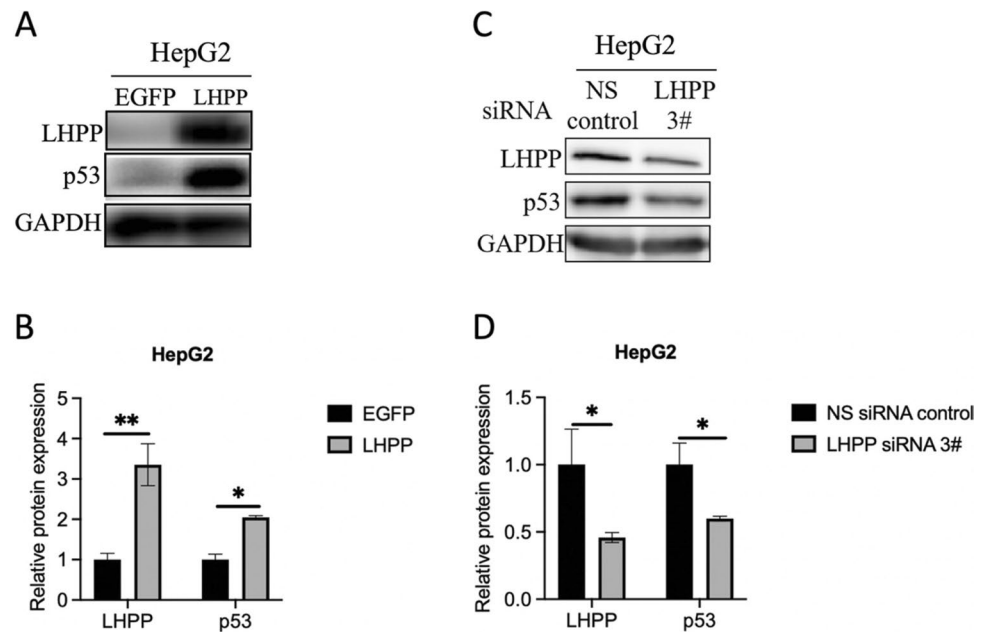 A
HepG2
EGFP LHPP
LHPP
p53
GAPDH
C
HepG2
siRNA
NS control
LHPP 3#
LHPP
p53
GAPDH
B
HepG2
Relative protein expression
5
4
3
2
1
0
**
*
LHPP p53
EGFP
LHPP
D
HepG2
Relative protein expression
1.5
1.0
0.5
0.0
*
*
LHPP p53
NS siRNA control
LHPP siRNA 3#